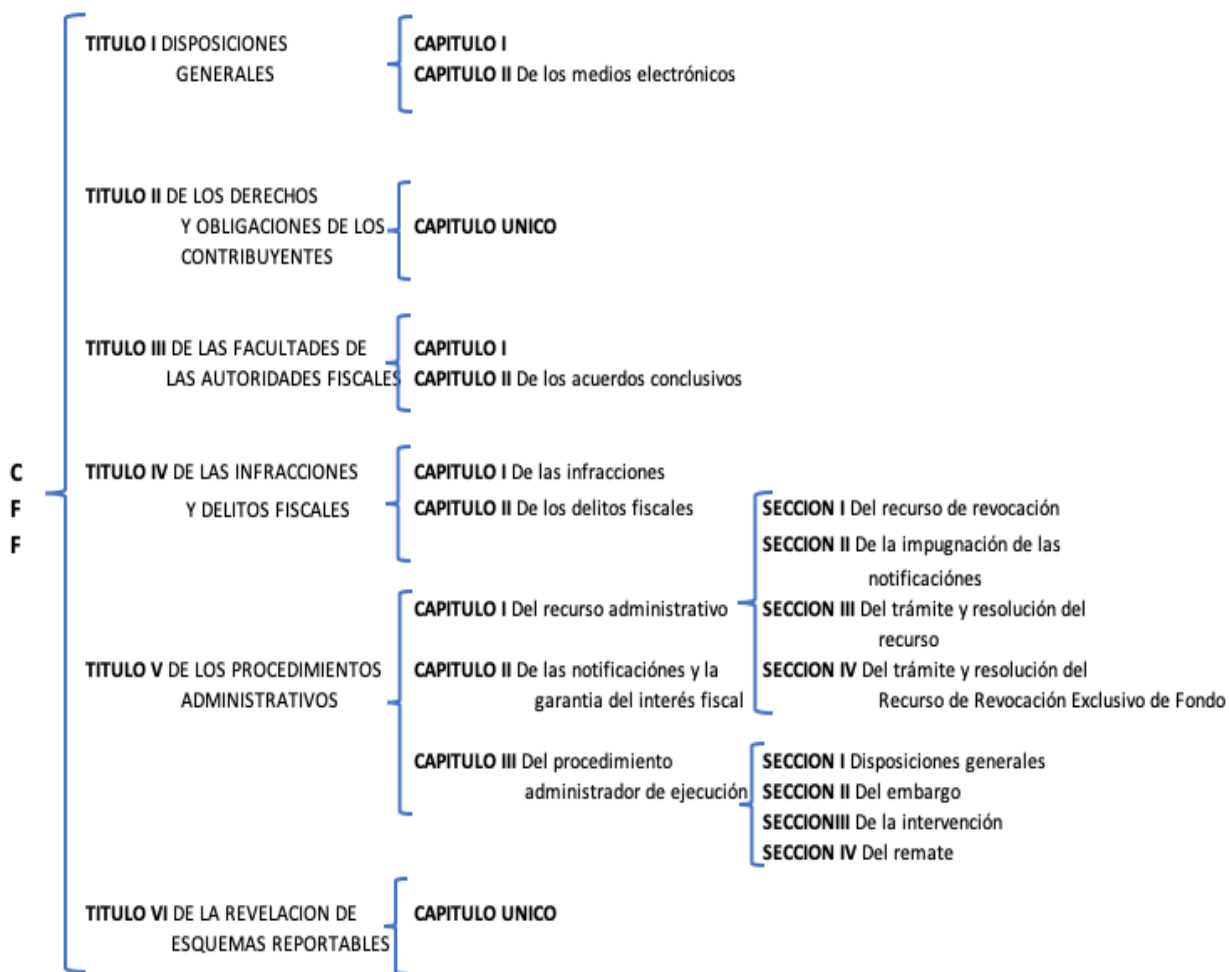 TITULO I DISPOSICIONES
GENERALES
CAPITULO I
CAPITULO II De los medios electrónicos
TITULO II DE LOS DERECHOS
Y OBLIGACIONES DE LOS
CONTRIBUYENTES
CAPITULO UNICO
TITULO III DE LAS FACULTADES DE
LAS AUTORIDADES FISCALES
CAPITULO I
CAPITULO II De los acuerdos conclusivos
C
F
F
TITULO IV DE LAS INFRACCIONES
Y DELITOS FISCALES
CAPITULO I De las infracciones
CAPITULO II De los delitos fiscales
TITULO V DE LOS PROCEDIMIENTOS
ADMINISTRATIVOS
CAPITULO I Del recurso administrativo
SECCION I Del recurso de revocación
SECCION II De la impugnación de las
notificaciónes
SECCION III Del trámite y resolución del
recurso
SECCION IV Del trámite y resolución del
Recurso de Revocación Exclusivo de Fondo
CAPITULO II De las notificaciónes y la
garantia del interés fiscal
CAPITULO III Del procedimiento
administrador de ejecución
SECCION I Disposiciones generales
SECCION II Del embargo
SECCIONIII De la intervención
SECCION IV Del remate
TITULO VI DE LA REVELACION DE
ESQUEMAS REPORTABLES
CAPITULO UNICO